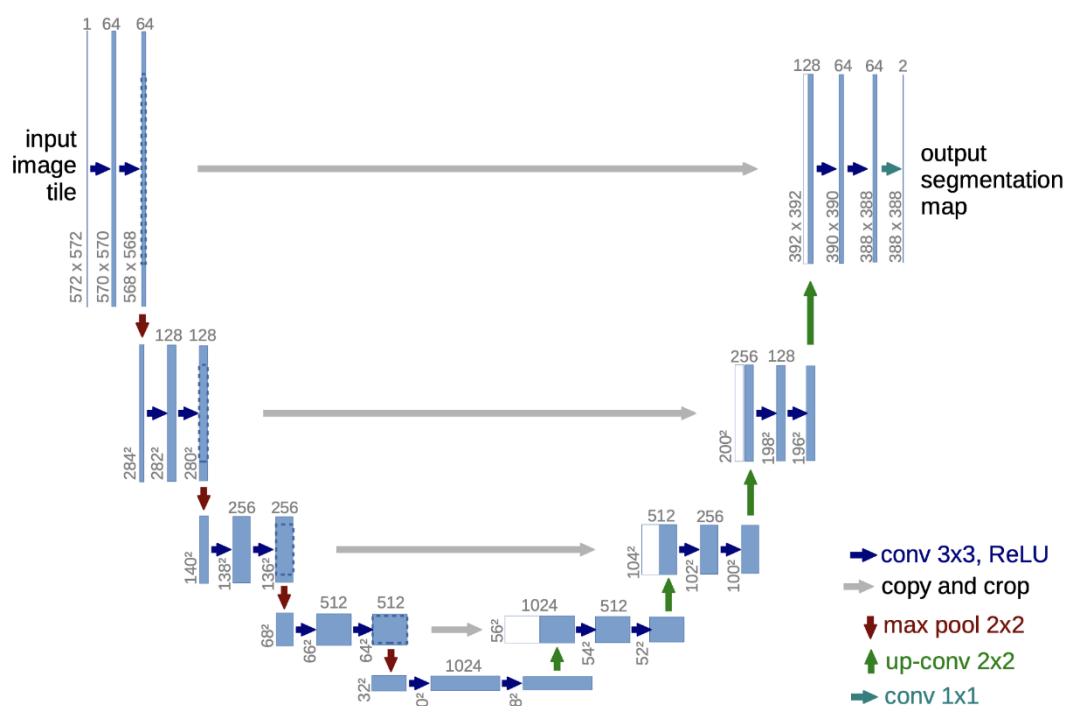 1 64 64
128 64 64 2
input
image
tile
output
segmentation
map
572 x 572
570 x 570
568 x 568
392 x 392
390 x 390
388 x 388
388 x 388
128 128
256 128
284²
282²
280²
200²
198²
196²
256 256
512 256
140²
138²
136²
104²
102²
100²
512 512
1024 512
68²
66²
64²
56²
54²
52²
1024
32²
0²
8²
conv 3x3, ReLU
copy and crop
max pool 2x2
up-conv 2x2
conv 1x1